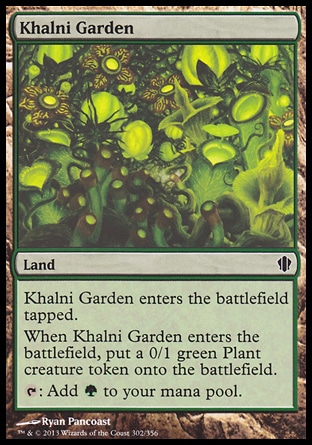 Khalni Garden
Land
Khalni Garden enters the battlefield
tapped.
When Khalni Garden enters the
battlefield, put a 0/1 green Plant
creature token onto the battlefield.
: Add to your mana pool.
Ryan Pancoast
™ & © 2013 Wizards of the Coast 302/356